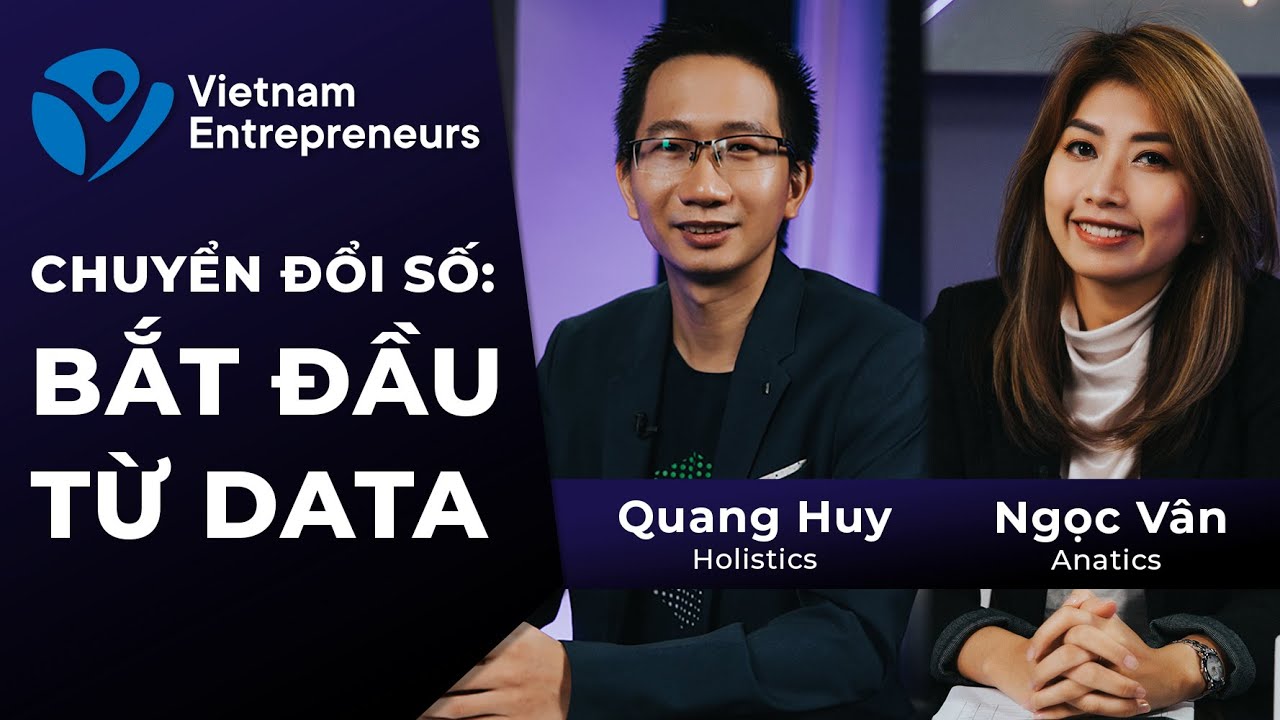 Vietnam
Entrepreneurs
CHUYỂN ĐỔI SỐ:
BẮT ĐẦU
TỪ DATA
Quang Huy
Holistics
Ngọc Vân
Anatics